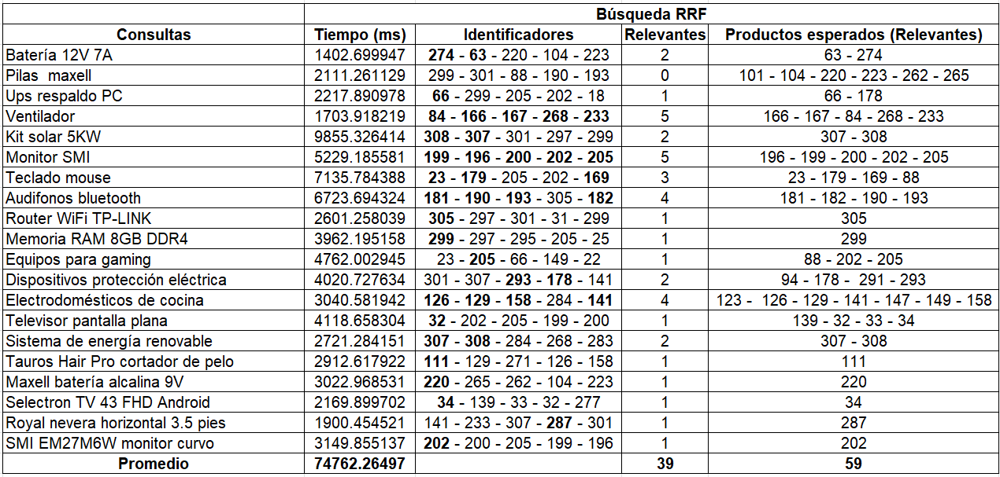 Búsqueda RRF
Consultas Tiempo (ms) Identificadores Relevantes Productos esperados (Relevantes)
Batería 12V 7A 1402.699947 274 - 63 - 220 - 104 - 223 2 63 - 274
Pilas maxell 2111.261129 299 - 301 - 88 - 190 - 193 0 101 - 104 - 220 - 223 - 262 - 265
Ups respaldo PC 2217.890978 66 - 299 - 205 - 202 - 18 1 66 - 178
Ventilador 1703.918219 84 - 166 - 167 - 268 - 233 5 166 - 167 - 84 - 268 - 233
Kit solar 5KW 9855.326414 308 - 307 - 301 - 297 - 299 2 307 - 308
Monitor SMI 5229.185581 199 - 196 - 200 - 202 - 205 5 196 - 199 - 200 - 202 - 205
Teclado mouse 7135.784388 23 - 179 - 205 - 202 - 169 3 23 - 179 - 169 - 88
Audifonos bluetooth 6723.694324 181 - 190 - 193 - 305 - 182 4 181 - 182 - 190 - 193
Router WiFi TP-LINK 2601.258039 305 - 297 - 301 - 31 - 299 1 305
Memoria RAM 8GB DDR4 3962.195158 299 - 297 - 295 - 205 - 25 1 299
Equipos para gaming 4762.002945 23 - 205 - 66 - 149 - 22 1 88 - 202 - 205
Dispositivos protección eléctrica 4020.727634 301 - 307 - 293 - 178 - 141 2 94 - 178 - 291 - 293
Electrodomésticos de cocina 3040.581942 126 - 129 - 158 - 284 - 141 4 123 - 126 - 129 - 141 - 147 - 149 - 158
Televisor pantalla plana 4118.658304 32 - 202 - 205 - 199 - 200 1 139 - 32 - 33 - 34
Sistema de energía renovable 2721.284151 307 - 308 - 284 - 268 - 283 2 307 - 308
Tauros Hair Pro cortador de pelo 2912.617922 111 - 129 - 271 - 126 - 158 1 111
Maxell batería alcalina 9V 3022.968531 220 - 265 - 262 - 104 - 223 1 220
Selectron TV 43 FHD Android 2169.899702 34 - 139 - 33 - 32 - 277 1 34
Royal nevera horizontal 3.5 pies 1900.454521 141 - 233 - 307 - 287 - 301 1 287
SMI EM27M6W monitor curvo 3149.855137 202 - 200 - 205 - 199 - 196 1 202
Promedio 74762.26497 39 59